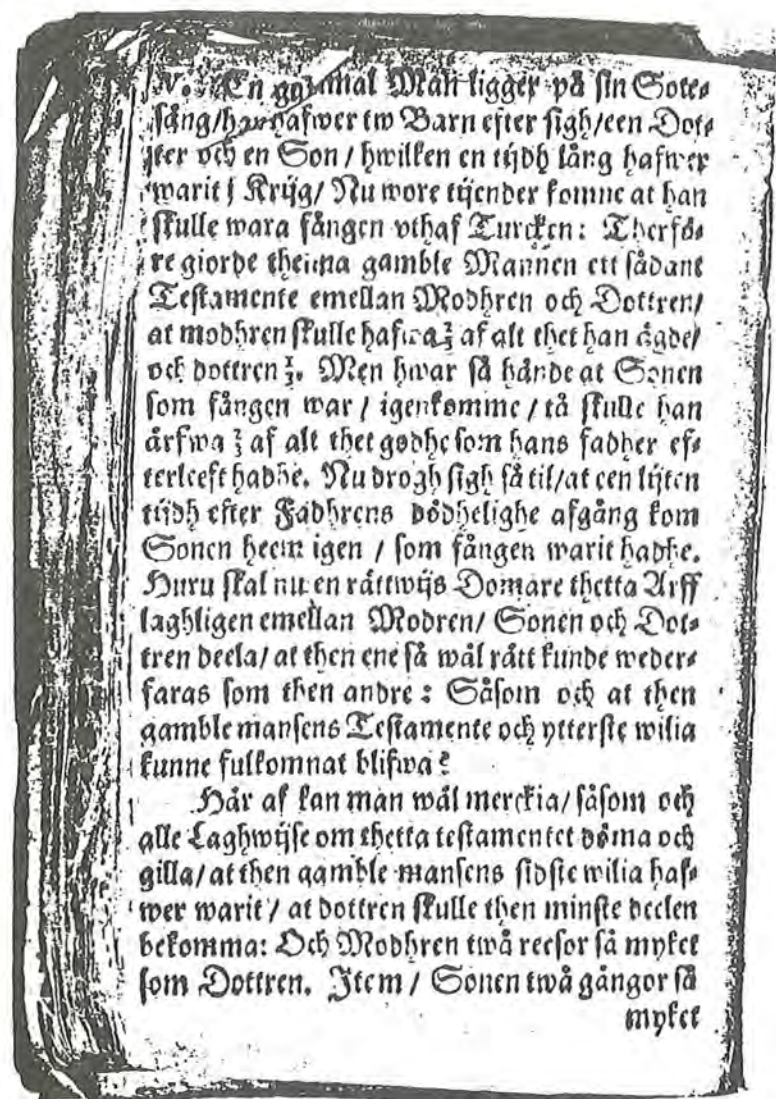 V. En gammal Man ligger på sin Sote⸗
sång/han hafwer tw Barn efter sigh/een Dot⸗
ter och en Son / hwilken en tijdh lång hafwer
warit j Krijg/ Nu wore tijender komne at han
skulle wara fången vthaf Turcken: Therfö⸗
re giorde thenna gamble Mannen ett sådant
Testamente emellan Modhren och Dottren/
at modhren skulle hafwa ⅔ af alt thet han ägde/
och dottren ⅓. Men hwar så hände at Sonen
som fången war / igenkomme / tå skulle han
ärfwa ⅔ af alt thet godhe som hans fadher ef⸗
terleeft hadhe. Nu drogh sigh så til/at een lijten
tijdh efter Fadhrens dödhelighe afgång kom
Sonen heem igen / som fången warit hadhe.
Huru skal nu en rättwijs Domare thetta Arff
laghligen emellan Modren/ Sonen och Dot⸗
tren deela/ at then ene så wäl rätt kunde weder⸗
faras som then andre : Såsom och at then
gamble mansens Testamente och ytterste wilia
kunne fulkomnat blifwa?
Här af kan man wäl merckia/ såsom och
alle Laghwijse om thetta testamentet döma och
gilla/ at then gamble mansens sidste wilia haf⸗
wer warit / at dottren skulle then minste deelen
bekomma: Och Modhren twå reesor så myket
som Dottren. Item / Sonen twå gångor så
myket